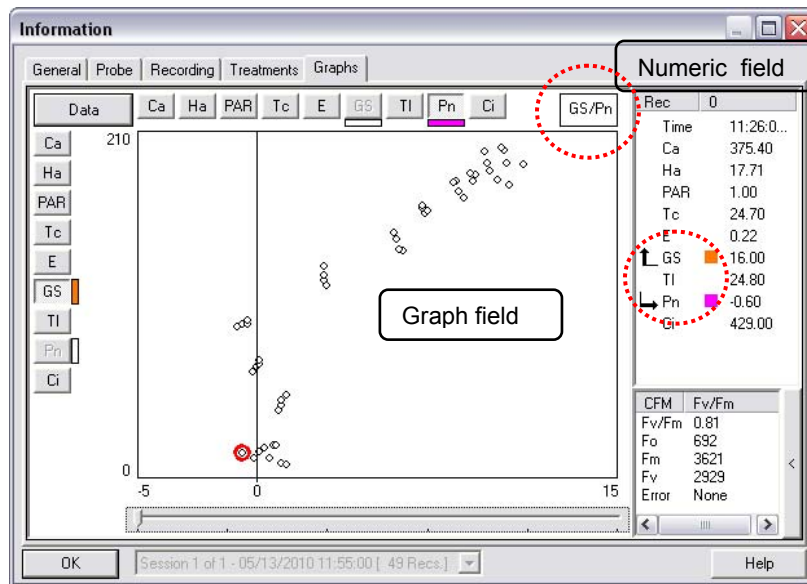 Information
General Probe Recording Treatments Graphs
Numeric field
Data Ca Ha PAR Tc E GS Tl Pn Ci GS/Pn
Ca
Ha
PAR
Tc
E
GS
Tl
Pn
Ci
210
0
-5 0 15
Graph field
Rec 0
Time 11:26:0...
Ca 375.40
Ha 17.71
PAR 1.00
Tc 24.70
E 0.22
GS 16.00
Tl 24.80
Pn -0.60
Ci 429.00
CFM Fv/Fm
Fv/Fm 0.81
Fo 692
Fm 3621
Fv 2929
Error None
OK Session 1 of 1 - 05/13/2010 11:55:00 [ 49 Recs.] Help